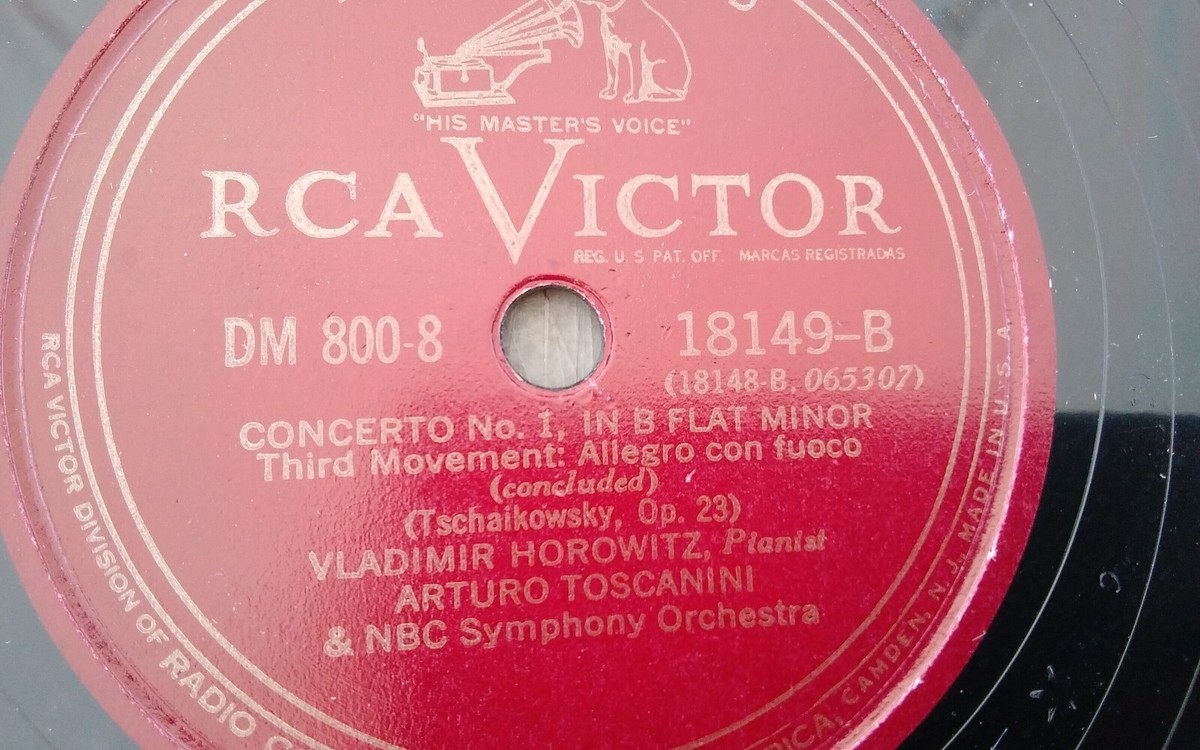 "HIS MASTER'S VOICE"
RCA VICTOR
REG. U. S PAT. OFF. MARCAS REGISTRADAS
DM 800-8
18149-B
(18148-B, 065307)
CONCERTO No. 1, IN B FLAT MINOR
Third Movement: Allegro con fuoco
(concluded)
(Tschaikowsky, Op. 23)
VLADIMIR HOROWITZ, Pianist
ARTURO TOSCANINI
& NBC Symphony Orchestra
RCA VICTOR DIVISION OF RADIO
CAMDEN, N. J., MADE IN U. S. A.